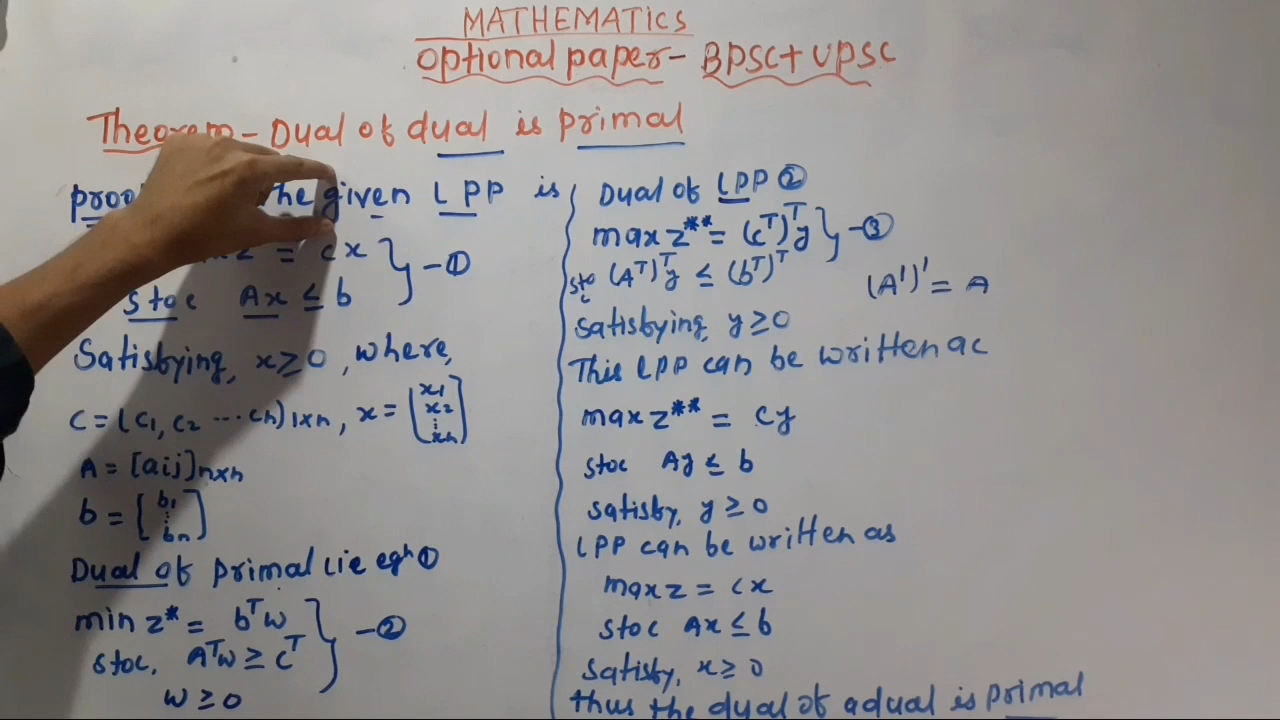 MATHEMATICS
Optional paper- BPSC+ UPSC
Theorem - Dual of dual is primal
given LPP is
= cx } -①
stoc Ax ≤ b
Satisfying, x ≥ 0, where,
C = (c1, c2 ... cn)1×n, x = [x1 x2 ⋮ xn]
A = [aij]n×n
b = [b1 ⋮ bn]
Dual of primal (ie eqn ①
min z* = bᵀw } -②
stoc, Aᵀw ≥ cᵀ
w ≥ 0
Dual of LPP ②
max z** = (cᵀ)ᵀy } -③
stoc (Aᵀ)ᵀy ≤ (bᵀ)ᵀ
(A')' = A
Satisfying, y ≥ 0
This LPP can be written as
max z** = cy
stoc Ay ≤ b
satisfy, y ≥ 0
LPP can be written as
max z = cx
stoc Ax ≤ b
satisfy, x ≥ 0
thus the dual of a dual is primal